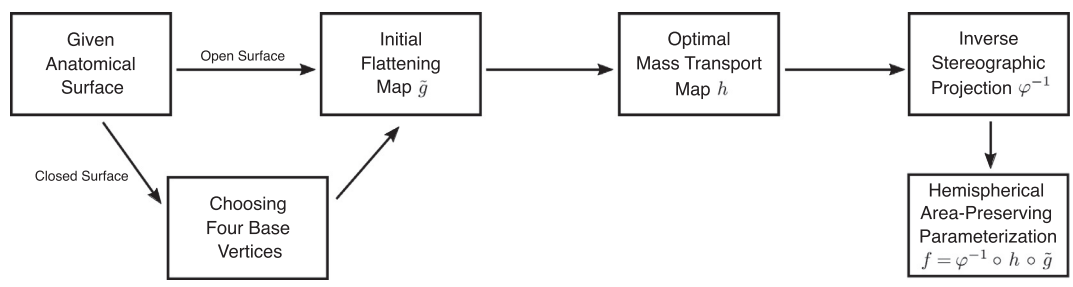 Given
Anatomical
Surface
Open Surface
Initial
Flattening
Map g̃
Optimal
Mass Transport
Map h
Inverse
Stereographic
Projection φ⁻¹
Closed Surface
Choosing
Four Base
Vertices
Hemispherical
Area-Preserving
Parameterization
f = φ⁻¹ ∘ h ∘ g̃